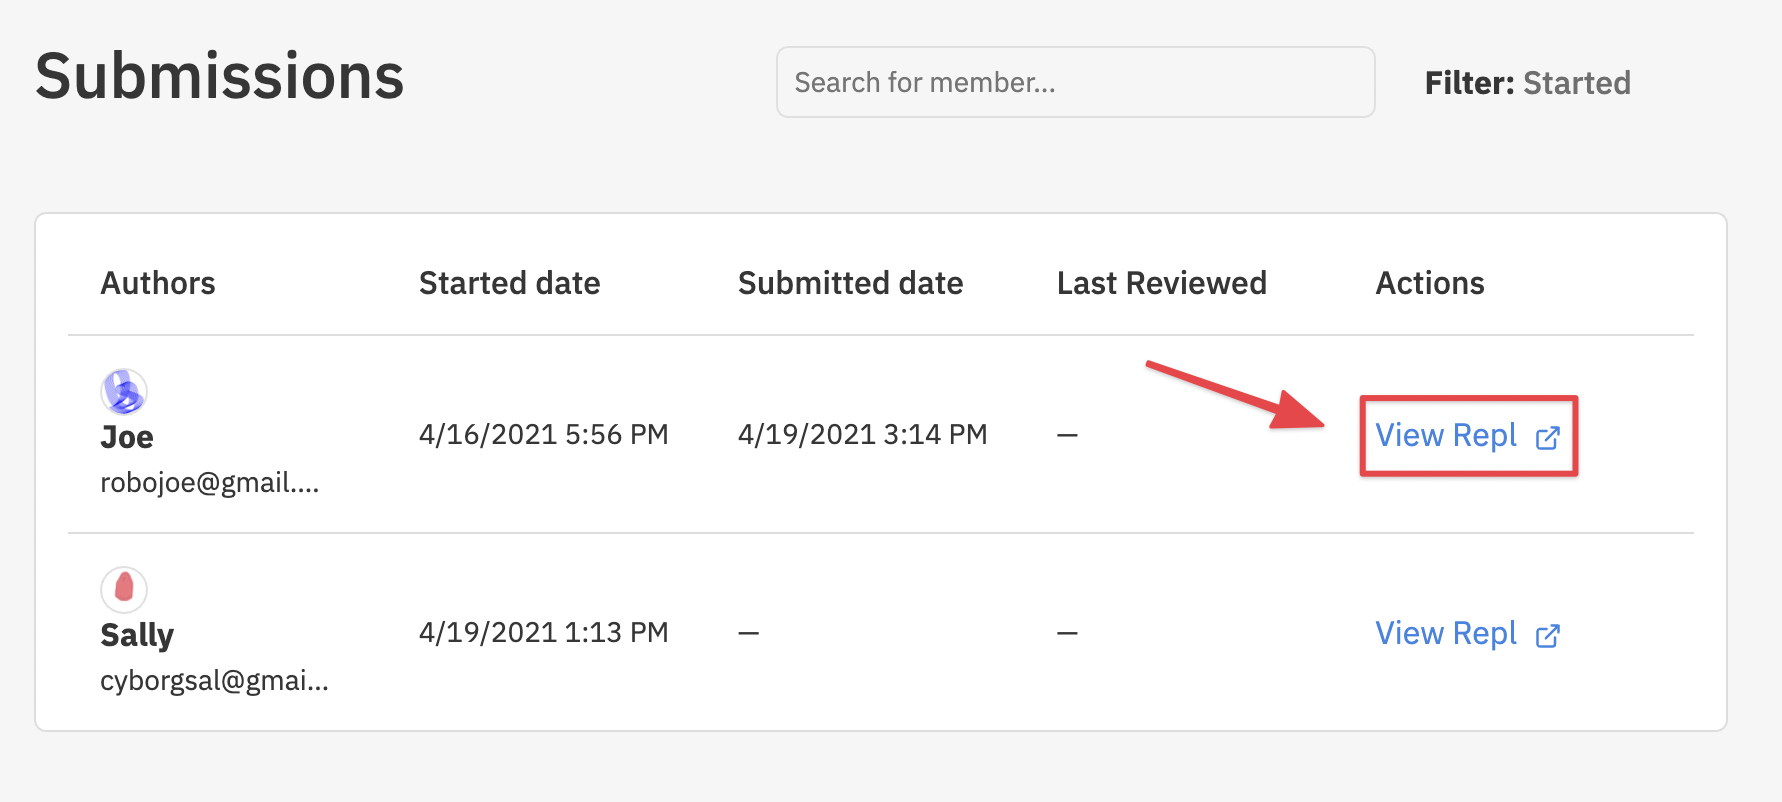 Submissions
Search for member...
Filter: Started
Authors Started date Submitted date Last Reviewed Actions
Joe
robojoe@gmail....
4/16/2021 5:56 PM 4/19/2021 3:14 PM — View Repl
Sally
cyborgsal@gmai...
4/19/2021 1:13 PM — — View Repl